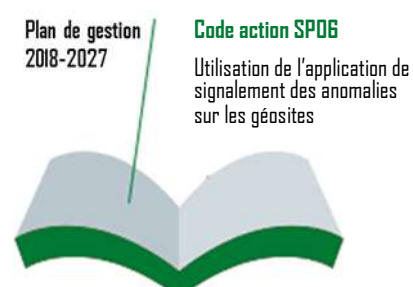 Plan de gestion
2018-2027
Code action SP06
Utilisation de l'application de
signalement des anomalies
sur les géosites